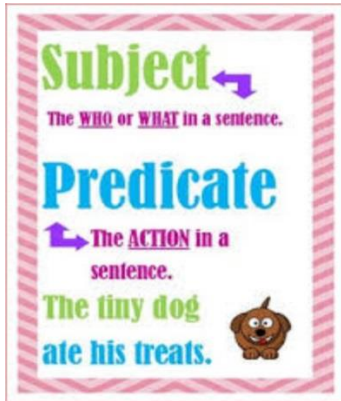 Subject
The WHO or WHAT in a sentence.
Predicate
The ACTION in a
sentence.
The tiny dog
ate his treats.